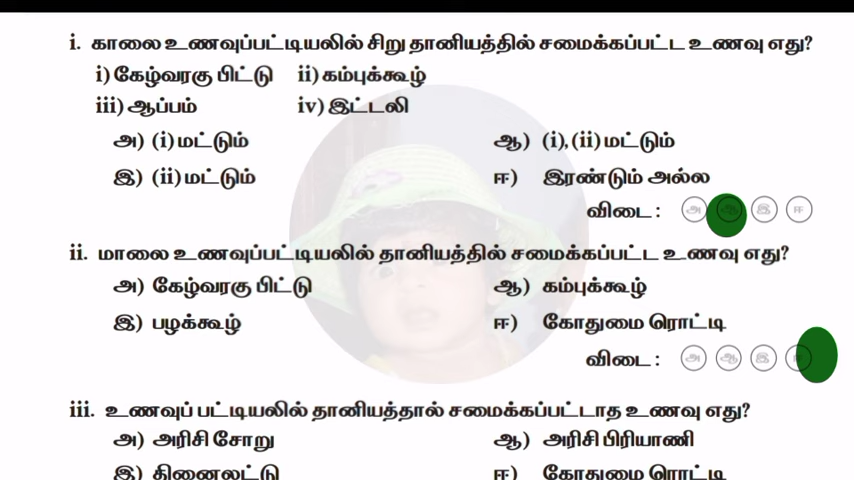 i. காலை உணவுப்பட்டியலில் சிறு தானியத்தில் சமைக்கப்பட்ட உணவு எது?
i) கேழ்வரகு பிட்டு ii) கம்புக்கூழ்
iii) ஆப்பம் iv) இட்டலி
அ) (i) மட்டும் ஆ) (i), (ii) மட்டும்
இ) (ii) மட்டும் ஈ) இரண்டும் அல்ல
விடை : அ ஆ இ ஈ
ii. மாலை உணவுப்பட்டியலில் தானியத்தில் சமைக்கப்பட்ட உணவு எது?
அ) கேழ்வரகு பிட்டு ஆ) கம்புக்கூழ்
இ) பழக்கூழ் ஈ) கோதுமை ரொட்டி
விடை : அ ஆ இ ஈ
iii. உணவுப் பட்டியலில் தானியத்தால் சமைக்கப்பட்டாத உணவு எது?
அ) அரிசி சோறு ஆ) அரிசி பிரியாணி
இ) தினைலட்டு ஈ) கோதுமை ரொட்டி